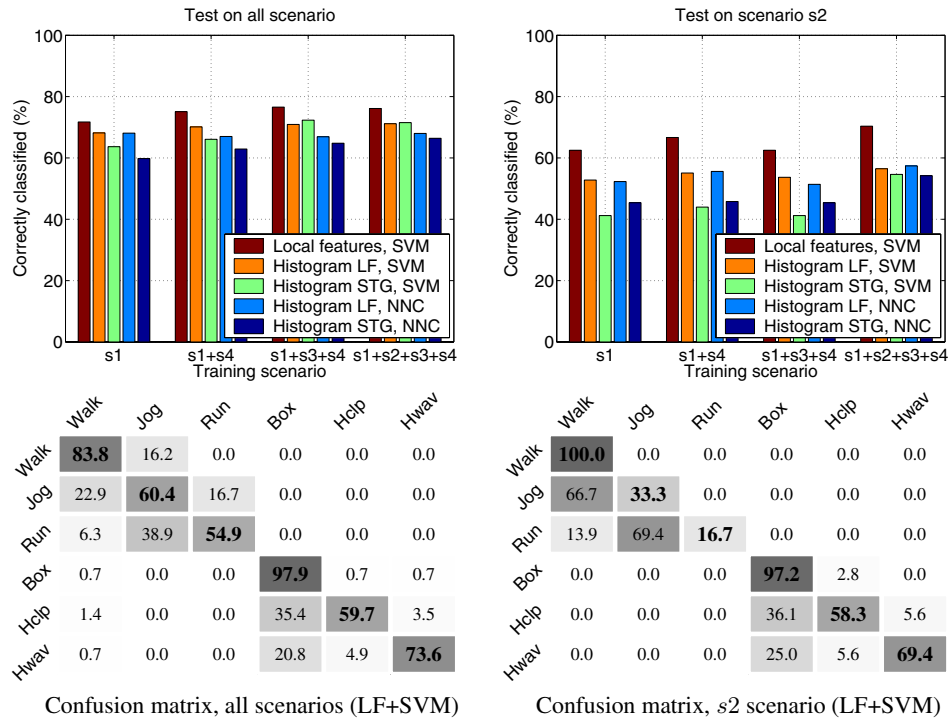 Test on all scenario
100
80
60
40
20
0
Correctly classified (%)
Local features, SVM
Histogram LF, SVM
Histogram STG, SVM
Histogram LF, NNC
Histogram STG, NNC
s1 s1+s4 s1+s3+s4 s1+s2+s3+s4
Training scenario
Test on scenario s2
100
80
60
40
20
0
Correctly classified (%)
Local features, SVM
Histogram LF, SVM
Histogram STG, SVM
Histogram LF, NNC
Histogram STG, NNC
s1 s1+s4 s1+s3+s4 s1+s2+s3+s4
Training scenario
Walk Jog Run Box Hclp Hwav
Walk 83.8 16.2 0.0 0.0 0.0 0.0
Jog 22.9 60.4 16.7 0.0 0.0 0.0
Run 6.3 38.9 54.9 0.0 0.0 0.0
Box 0.7 0.0 0.0 97.9 0.7 0.7
Hclp 1.4 0.0 0.0 35.4 59.7 3.5
Hwav 0.7 0.0 0.0 20.8 4.9 73.6
Confusion matrix, all scenarios (LF+SVM)
Walk Jog Run Box Hclp Hwav
Walk 100.0 0.0 0.0 0.0 0.0 0.0
Jog 66.7 33.3 0.0 0.0 0.0 0.0
Run 13.9 69.4 16.7 0.0 0.0 0.0
Box 0.0 0.0 0.0 97.2 2.8 0.0
Hclp 0.0 0.0 0.0 36.1 58.3 5.6
Hwav 0.0 0.0 0.0 25.0 5.6 69.4
Confusion matrix, s2 scenario (LF+SVM)